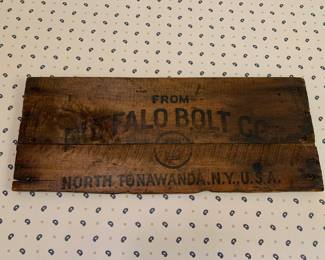 FROM
BUFFALO BOLT Co.
NORTH TONAWANDA, N.Y., U.S.A.